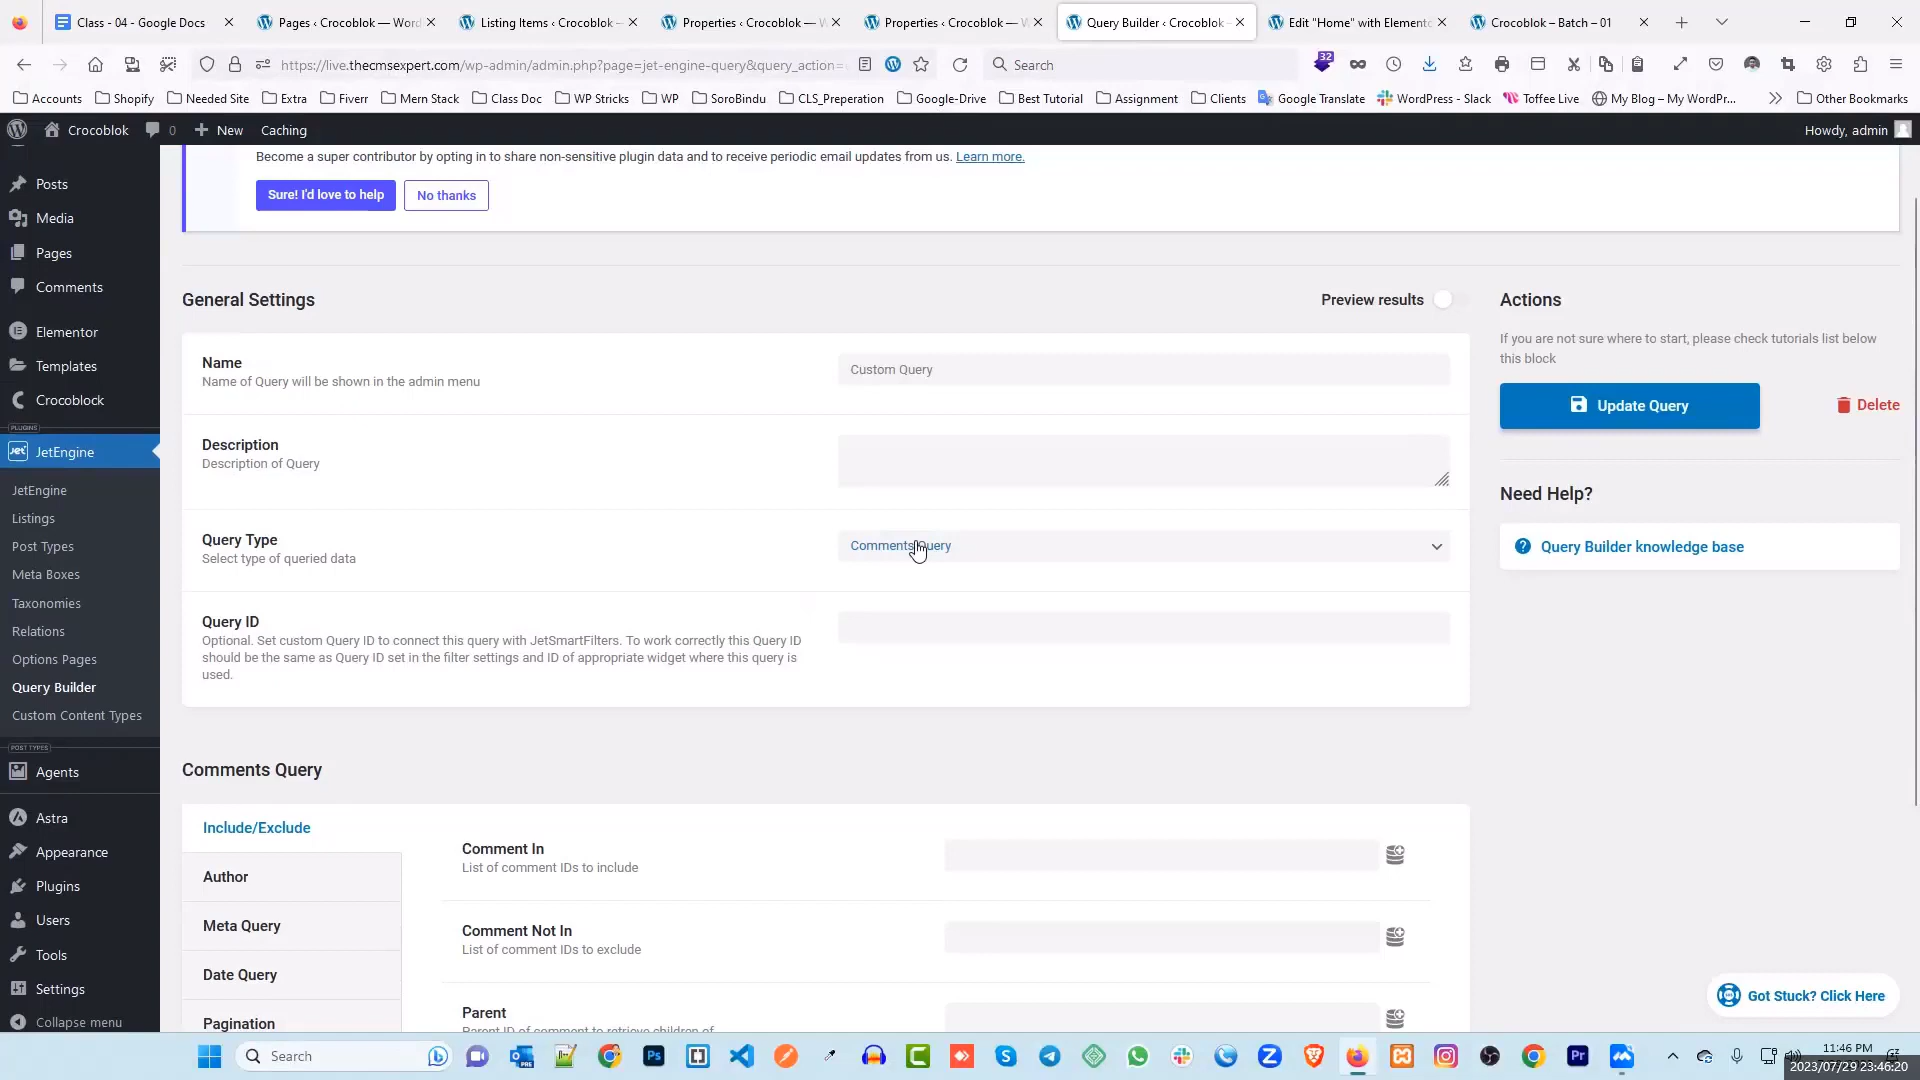 Class - 04 - Google Docs
Pages ‹ Crocoblok — Word
Listing Items ‹ Crocoblok
Properties ‹ Crocoblok — W
Properties ‹ Crocoblok — W
Query Builder ‹ Crocoblok
Edit "Home" with Elemento
Crocoblok – Batch – 01
https://live.thecmsexpert.com/wp-admin/admin.php?page=jet-engine-query&query_action=
Search
32
Accounts
Shopify
Needed Site
Extra
Fiverr
Mern Stack
Class Doc
WP Stricks
WP
SoroBindu
CLS_Preperation
Google-Drive
Best Tutorial
Assignment
Clients
Google Translate
WordPress - Slack
Toffee Live
My Blog – My WordPr...
Other Bookmarks
Crocoblok
0
New
Caching
Howdy, admin
Posts
Media
Pages
Comments
Elementor
Templates
Crocoblock
PLUGINS
JetEngine
JetEngine
Listings
Post Types
Meta Boxes
Taxonomies
Relations
Options Pages
Query Builder
Custom Content Types
POST TYPES
Agents
Astra
Appearance
Plugins
Users
Tools
Settings
Collapse menu
Become a super contributor by opting in to share non-sensitive plugin data and to receive periodic email updates from us. Learn more.
Sure! I'd love to help
No thanks
General Settings
Preview results
Name
Name of Query will be shown in the admin menu
Custom Query
Description
Description of Query
Query Type
Select type of queried data
Comments Query
Query ID
Optional. Set custom Query ID to connect this query with JetSmartFilters. To work correctly this Query ID
should be the same as Query ID set in the filter settings and ID of appropriate widget where this query is
used.
Actions
If you are not sure where to start, please check tutorials list below
this block
Update Query
Delete
Need Help?
Query Builder knowledge base
Comments Query
Include/Exclude
Author
Meta Query
Date Query
Pagination
Comment In
List of comment IDs to include
Comment Not In
List of comment IDs to exclude
Parent
Parent ID of comment to retrieve children of
Got Stuck? Click Here
Search
11:46 PM
2023/07/29 23:46:20